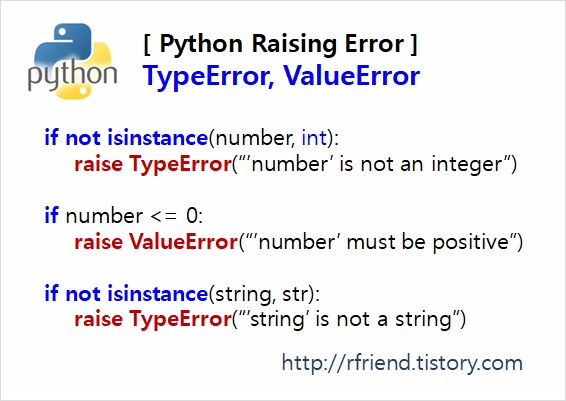 [ Python Raising Error ]
python
TypeError, ValueError
if not isinstance(number, int):
raise TypeError(“‘number’ is not an integer”)
if number <= 0:
raise ValueError(“‘number’ must be positive”)
if not isinstance(string, str):
raise TypeError(“‘string’ is not a string”)
http://rfriend.tistory.com